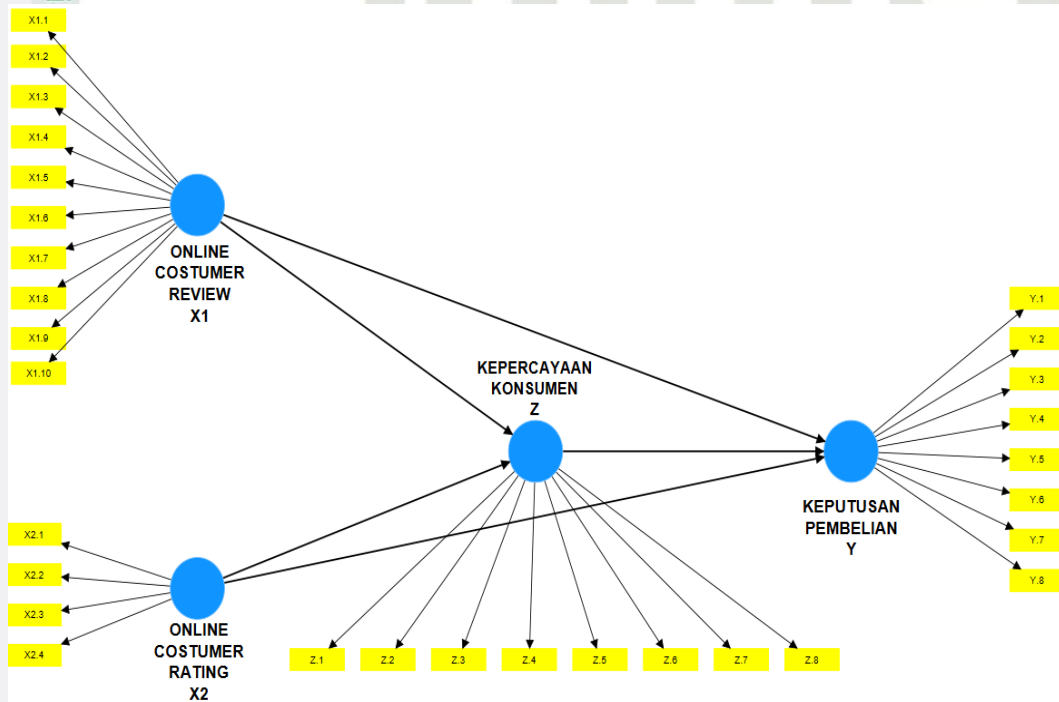 X1.1
X1.2
X1.3
X1.4
X1.5
X1.6
X1.7
X1.8
X1.9
X1.10
ONLINE
COSTUMER
REVIEW
X1
KEPERCAYAAN
KONSUMEN
Z
Y.1
Y.2
Y.3
Y.4
Y.5
Y.6
Y.7
Y.8
KEPUTUSAN
PEMBELIAN
Y
X2.1
X2.2
X2.3
X2.4
ONLINE
COSTUMER
RATING
X2
Z.1
Z.2
Z.3
Z.4
Z.5
Z.6
Z.7
Z.8